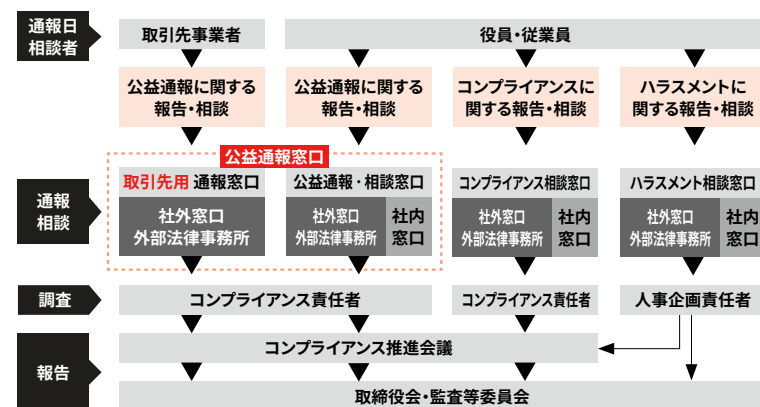 通報日
相談者
取引先事業者
役員・従業員
公益通報に関する
報告・相談
公益通報に関する
報告・相談
コンプライアンスに
関する報告・相談
ハラスメントに
関する報告・相談
公益通報窓口
通報
相談
取引先用 通報窓口
社外窓口
外部法律事務所
公益通報・相談窓口
社外窓口
外部法律事務所
社内
窓口
コンプライアンス相談窓口
社外窓口
外部法律事務所
社内
窓口
ハラスメント相談窓口
社外窓口
外部法律事務所
社内
窓口
調査
コンプライアンス責任者
コンプライアンス責任者
人事企画責任者
報告
コンプライアンス推進会議
取締役会・監査等委員会